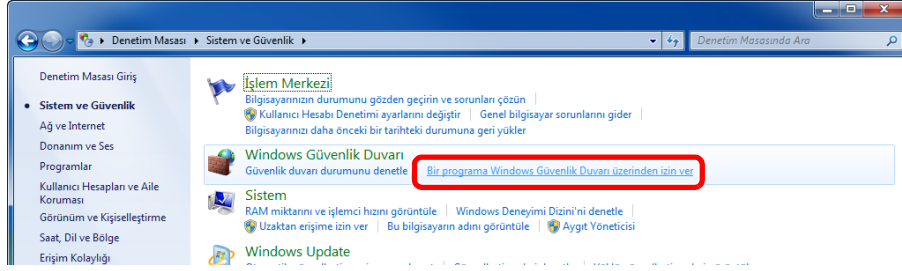 Denetim Masası ▸ Sistem ve Güvenlik ▸
Denetim Masasında Ara
Denetim Masası Giriş
Sistem ve Güvenlik
Ağ ve Internet
Donanım ve Ses
Programlar
Kullanıcı Hesapları ve Aile
Koruması
Görünüm ve Kişiselleştirme
Saat, Dil ve Bölge
Erişim Kolaylığı
İşlem Merkezi
Bilgisayarınızın durumunu gözden geçirin ve sorunları çözün
Kullanıcı Hesabı Denetimi ayarlarını değiştir | Genel bilgisayar sorunlarını gider
Bilgisayarınızı daha önceki bir tarihteki durumuna geri yükler
Windows Güvenlik Duvarı
Güvenlik duvarı durumunu denetle Bir programa Windows Güvenlik Duvarı üzerinden izin ver
Sistem
RAM miktarını ve işlemci hızını görüntüle | Windows Deneyimi Dizini'ni denetle
Uzaktan erişime izin ver | Bu bilgisayarın adını görüntüle | Aygıt Yöneticisi
Windows Update